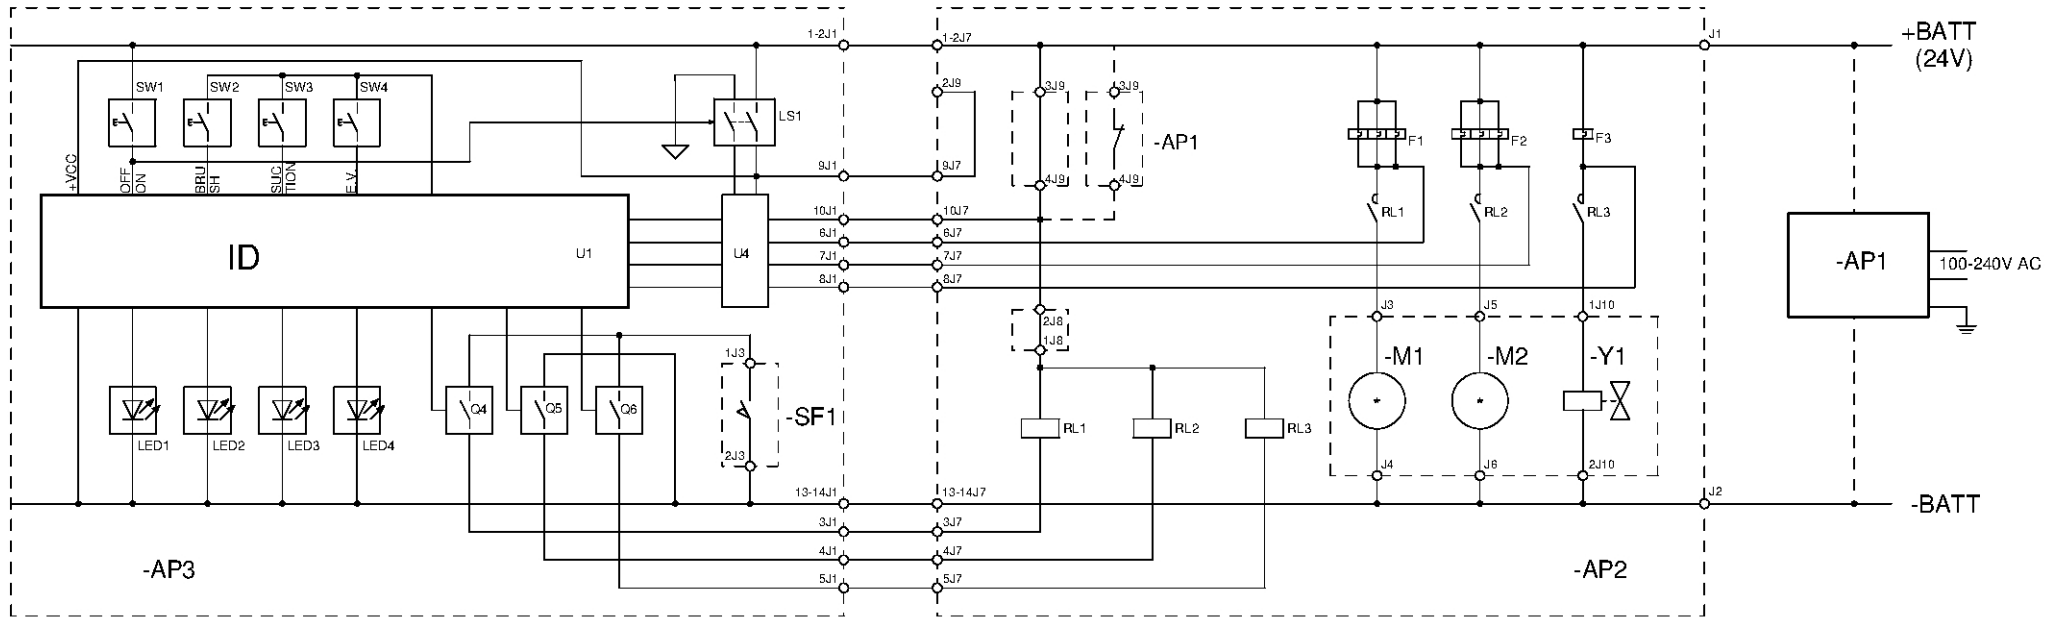 1-2J1
1-2J7
J1
+BATT
(24V)
SW1
SW2
SW3
SW4
LS1
2J9
3J9
3J9
-AP1
F1
F2
F3
+VCC
OFF
ON
BRU
SH
SUC
TION
E.V.
9J1
9J7
4J9
4J9
10J1
10J7
RL1
RL2
RL3
ID
U1
U4
6J1
6J7
7J1
7J7
8J1
8J7
-AP1
100-240V AC
J3
J5
1J10
2J8
1J8
1J3
-M1
-M2
-Y1
*
*
Q4
Q5
Q6
-SF1
LED1
LED2
LED3
LED4
RL1
RL2
RL3
2J3
J4
J6
2J10
13-14J1
13-14J7
J2
-BATT
3J1
3J7
4J1
4J7
5J1
5J7
-AP3
-AP2